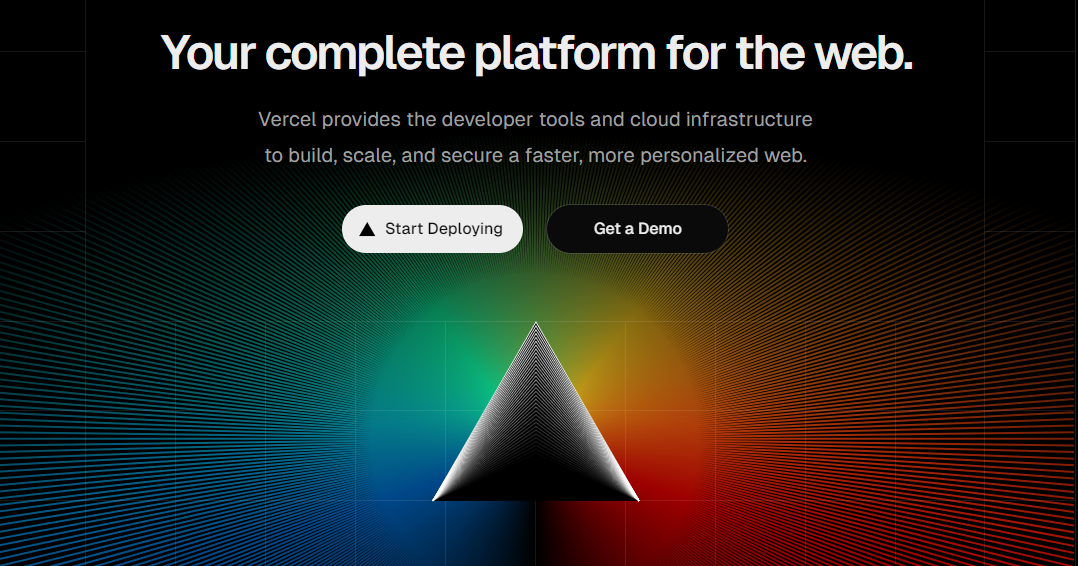 Your complete platform for the web.
Vercel provides the developer tools and cloud infrastructure
to build, scale, and secure a faster, more personalized web.
Start Deploying
Get a Demo